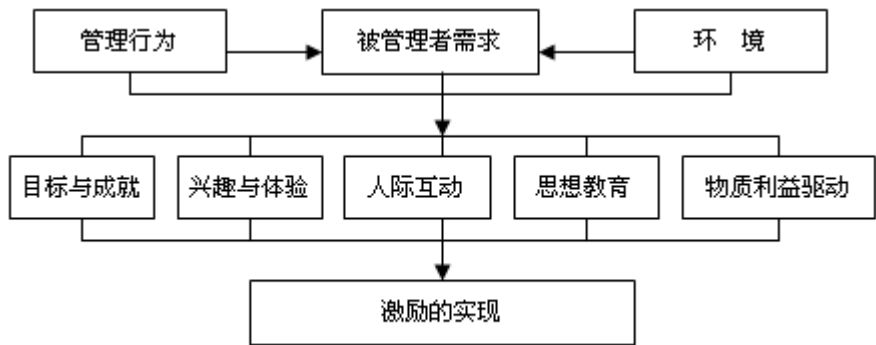 管理行为
被管理者需求
环 境
目标与成就
兴趣与体验
人际互动
思想教育
物质利益驱动
激励的实现